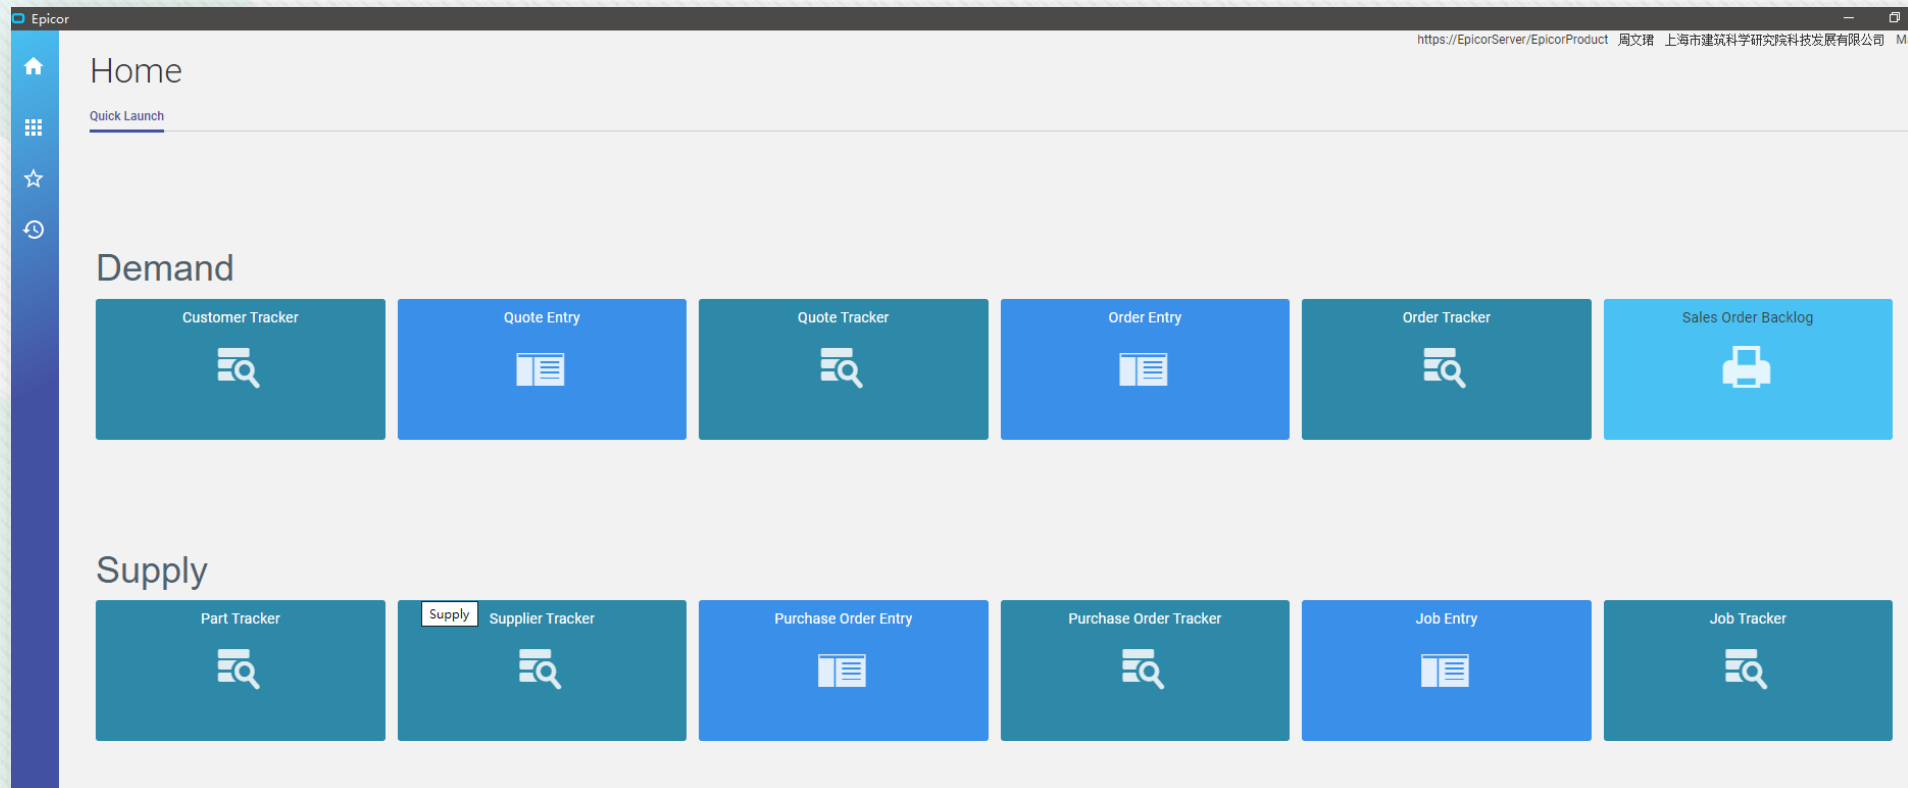 Epicor
https://EpicorServer/EpicorProduct 周文珺 上海市建筑科学研究院科技发展有限公司
Home
Quick Launch
Demand
Customer Tracker
Quote Entry
Quote Tracker
Order Entry
Order Tracker
Sales Order Backlog
Supply
Part Tracker
Supply
Supplier Tracker
Purchase Order Entry
Purchase Order Tracker
Job Entry
Job Tracker